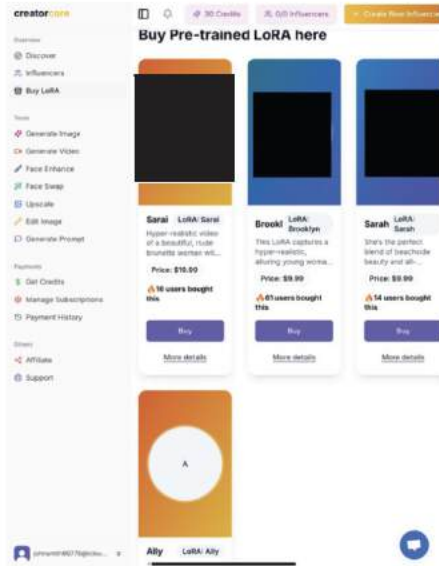 creatorcore
30 Credits
0/0 Influencers
+ Create New Influencer
Overview
Discover
Influencers
Buy LoRA
Tools
Generate Image
Generate Video
Face Enhance
Face Swap
Upscale
Edit Image
Generate Prompt
Payments
Get Credits
Manage Subscriptions
Payment History
Others
Affiliate
Support
Buy Pre-trained LoRA here
Sarai LoRA: Sarai
Hyper-realistic video
of a beautiful, nude
brunette woman wit...
Price: $19.99
🔥16 users bought
this
Buy
More details
Brookl LoRA:
Brooklyn
This LoRA captures a
hyper-realistic,
alluring young woma...
Price: $9.99
🔥61 users bought
this
Buy
More details
Sarah LoRA:
Sarah
She's the perfect
blend of beachside
beauty and all-...
Price: $9.99
🔥14 users bought
this
Buy
More details
A
Ally LoRA: Ally